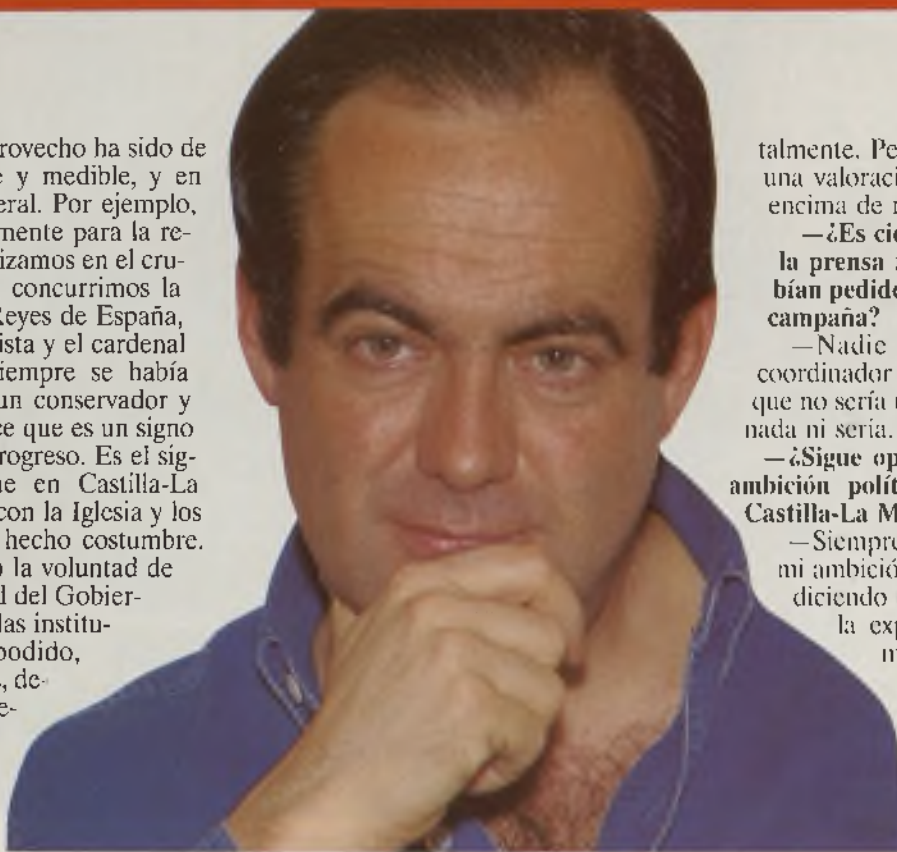 rovecho ha sido de
e y medible, y en
eral. Por ejemplo,
mente para la re-
izamos en el cru-
concurrimos la
Reyes de España,
ista y el cardenal
iempre se había
un conservador y
ce que es un signo
rogreso. Es el sig-
ne en Castilla-La
con la Iglesia y los
hecho costumbre.
o la voluntad de
d del Gobier-
las institu-
podido,
, de-
e-
talmente. Pe
una valoraci
encima de r
—¿Es cie
la prensa
bían pedido
campaña?
—Nadie
coordinador
que no sería
nada ni seria.
—¿Sigue op
ambición polít
Castilla-La M
—Siempre
mi ambició
diciendo
la exp